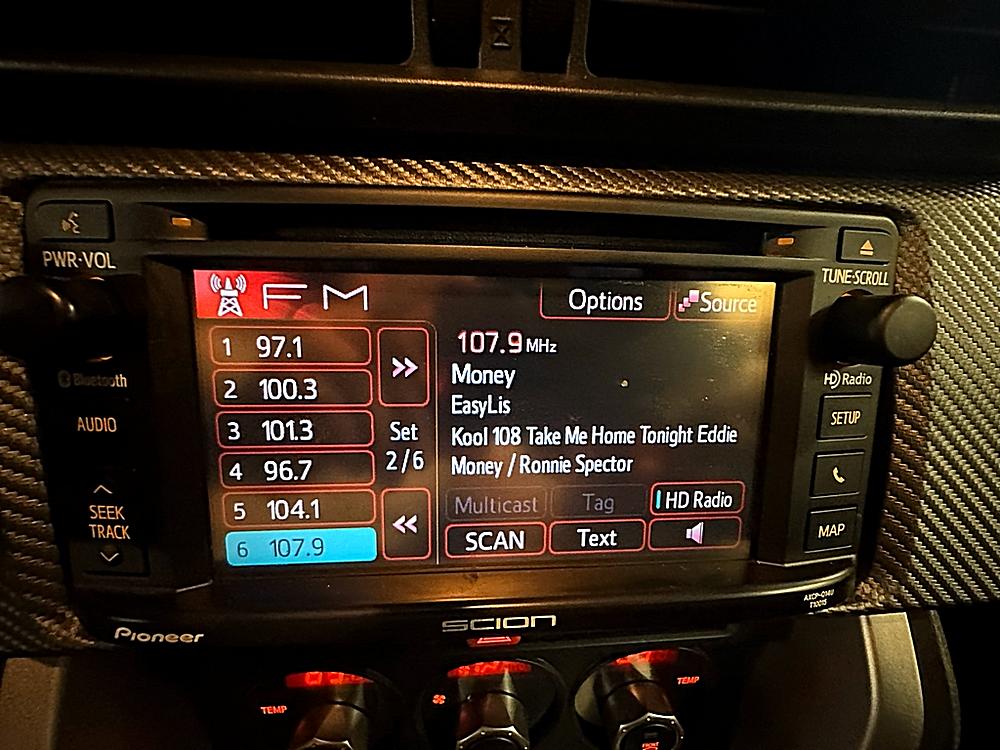 PWR·VOL
Bluetooth
AUDIO
SEEK
TRACK
FM
Options
Source
1 97.1
2 100.3
3 101.3
4 96.7
5 104.1
6 107.9
Set
2/6
107.9 MHz
Money
EasyLis
Kool 108 Take Me Home Tonight Eddie
Money / Ronnie Spector
Multicast
Tag
HD Radio
SCAN
Text
TUNE·SCROLL
HD Radio
SETUP
MAP
Pioneer
SCION
TEMP
TEMP